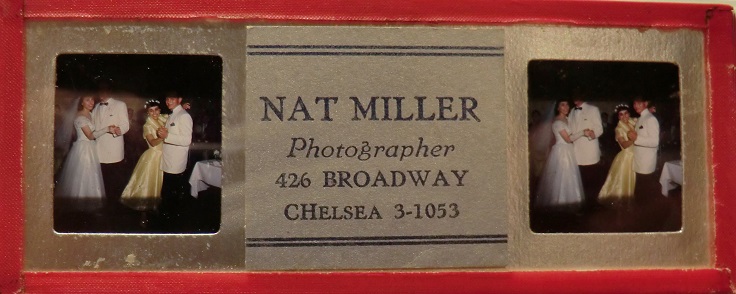 NAT MILLER
Photographer
426 BROADWAY
CHELSEA 3-1053